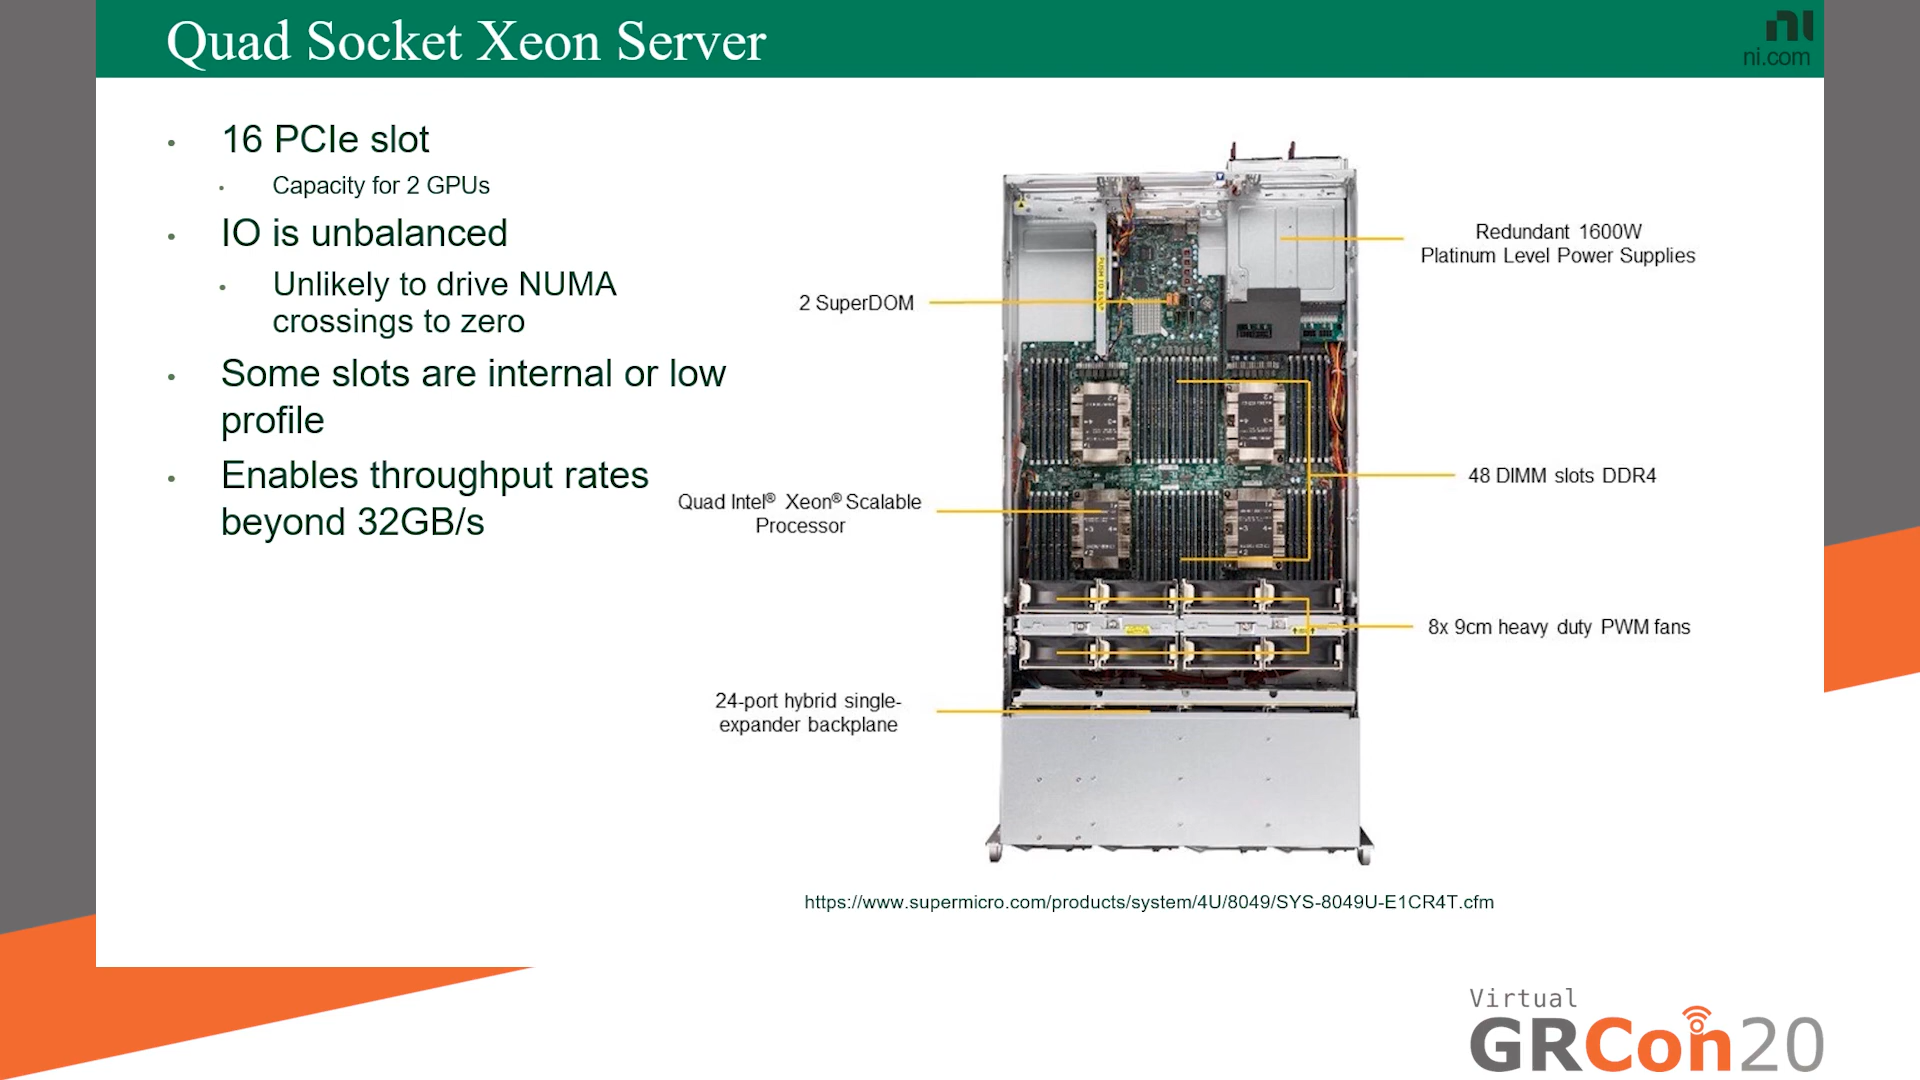 Quad Socket Xeon Server
ni
ni.com
16 PCIe slot
Capacity for 2 GPUs
IO is unbalanced
Unlikely to drive NUMA
crossings to zero
Some slots are internal or low
profile
Enables throughput rates
beyond 32GB/s
Redundant 1600W
Platinum Level Power Supplies
2 SuperDOM
48 DIMM slots DDR4
Quad Intel® Xeon® Scalable
Processor
8x 9cm heavy duty PWM fans
24-port hybrid single-
expander backplane
https://www.supermicro.com/products/system/4U/8049/SYS-8049U-E1CR4T.cfm
Virtual
GRCon20